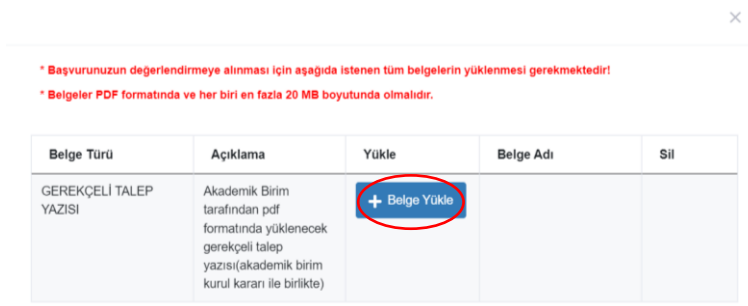 * Başvurunuzun değerlendirmeye alınması için aşağıda istenen tüm belgelerin yüklenmesi gerekmektedir!
* Belgeler PDF formatında ve her biri en fazla 20 MB boyutunda olmalıdır.
Belge Türü Açıklama Yükle Belge Adı Sil
GEREKÇELİ TALEP
YAZISI
Akademik Birim
tarafından pdf
formatında yüklenecek
gerekçeli talep
yazısı(akademik birim
kurul kararı ile birlikte)
+ Belge Yükle